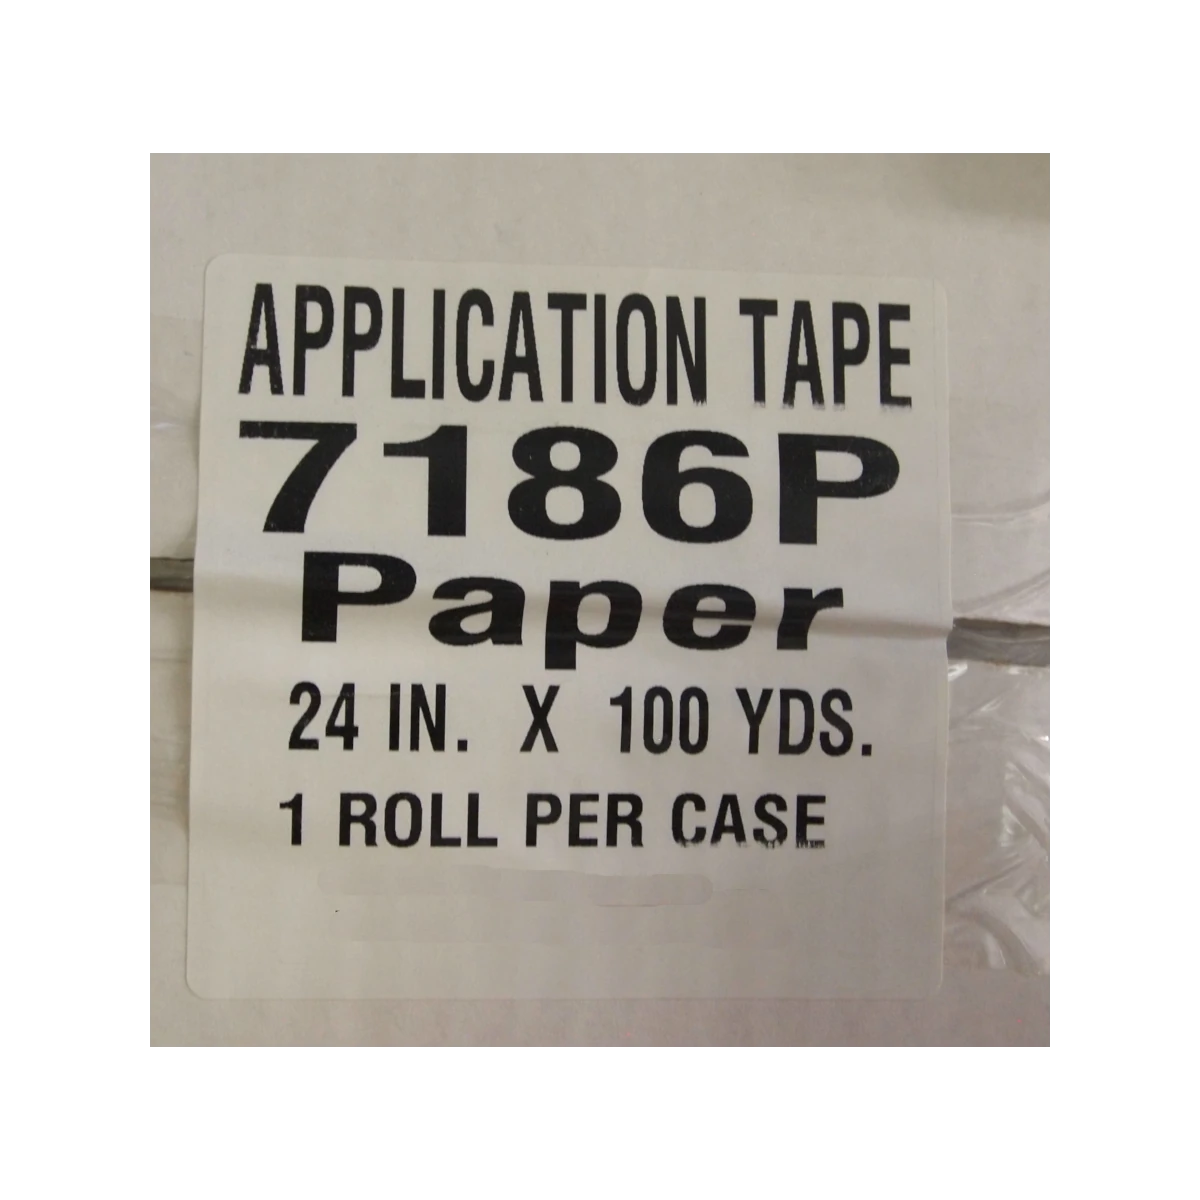 APPLICATION TAPE
7186P
Paper
24 IN. X 100 YDS.
1 ROLL PER CASE